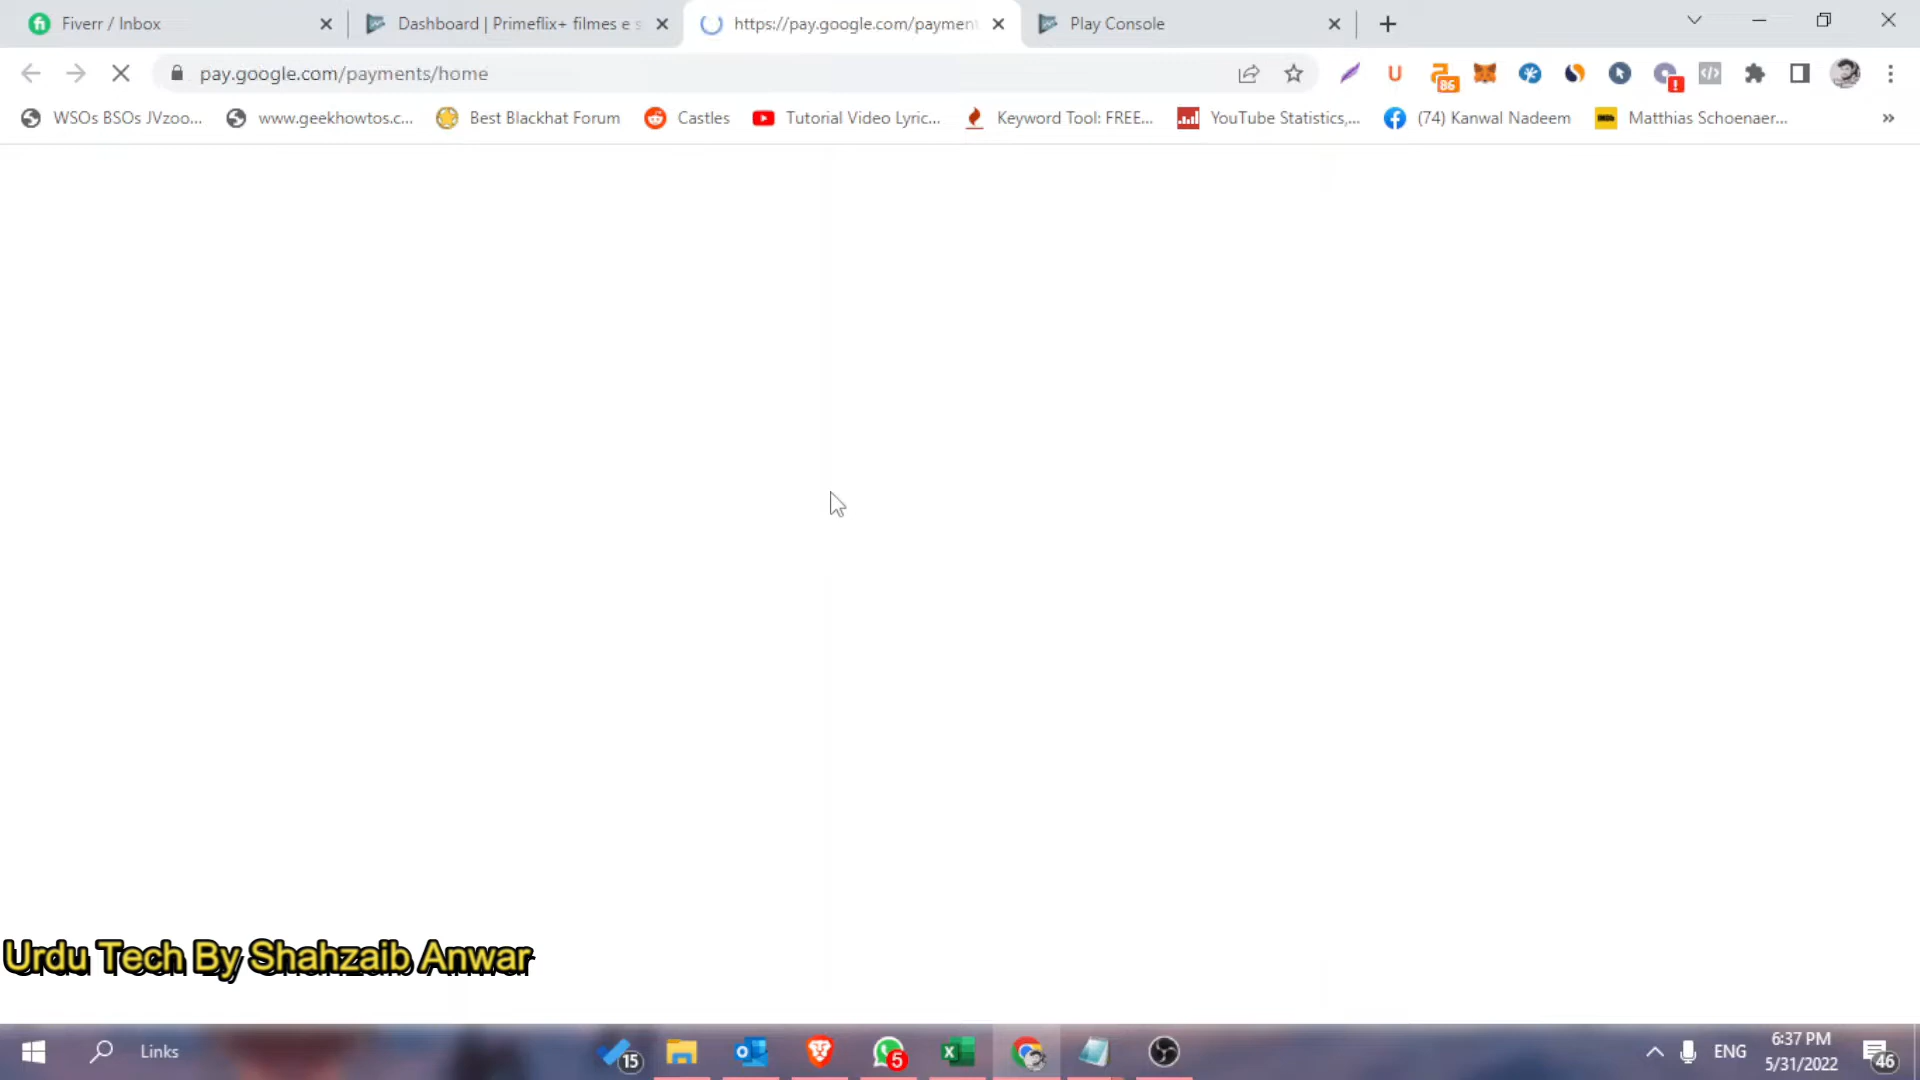 Fiverr / Inbox
Dashboard | Primeflix+ filmes e s
https://pay.google.com/paymen
Play Console
pay.google.com/payments/home
86
WSOs BSOs JVzoo...
www.geekhowtos.c...
Best Blackhat Forum
Castles
Tutorial Video Lyric...
Keyword Tool: FREE...
YouTube Statistics,...
(74) Kanwal Nadeem
Matthias Schoenaer...
»
Urdu Tech By Shahzaib Anwar
Links
15
5
ENG
6:37 PM
5/31/2022
46